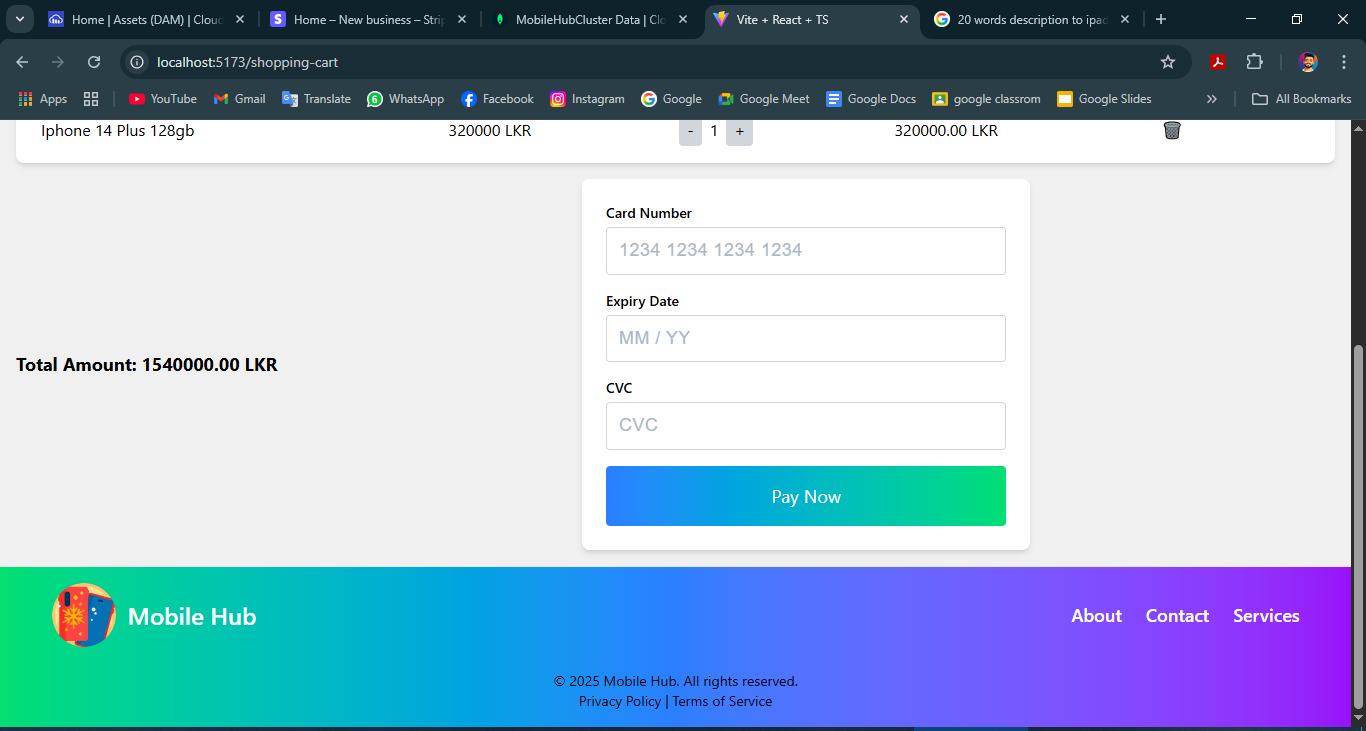 Home | Assets (DAM) | Cloud
Home – New business – Strip
MobileHubCluster Data | Clo
Vite + React + TS
20 words description to ipad
localhost:5173/shopping-cart
Apps
YouTube
Gmail
Translate
WhatsApp
Facebook
Instagram
Google
Google Meet
Google Docs
google classrom
Google Slides
»
All Bookmarks
Iphone 14 Plus 128gb
320000 LKR
- 1 +
320000.00 LKR
Card Number
1234 1234 1234 1234
Expiry Date
MM / YY
Total Amount: 1540000.00 LKR
CVC
CVC
Pay Now
Mobile Hub
About
Contact
Services
© 2025 Mobile Hub. All rights reserved.
Privacy Policy | Terms of Service